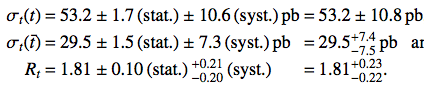 σₜ(t) = 53.2 ± 1.7 (stat.) ± 10.6 (syst.) pb = 53.2 ± 10.8 pb
σₜ(t̄) = 29.5 ± 1.5 (stat.) ± 7.3 (syst.) pb = 29.5 +7.4 −7.5 pb
Rₜ = 1.81 ± 0.10 (stat.) +0.21 −0.20 (syst.) = 1.81 +0.23 −0.22.